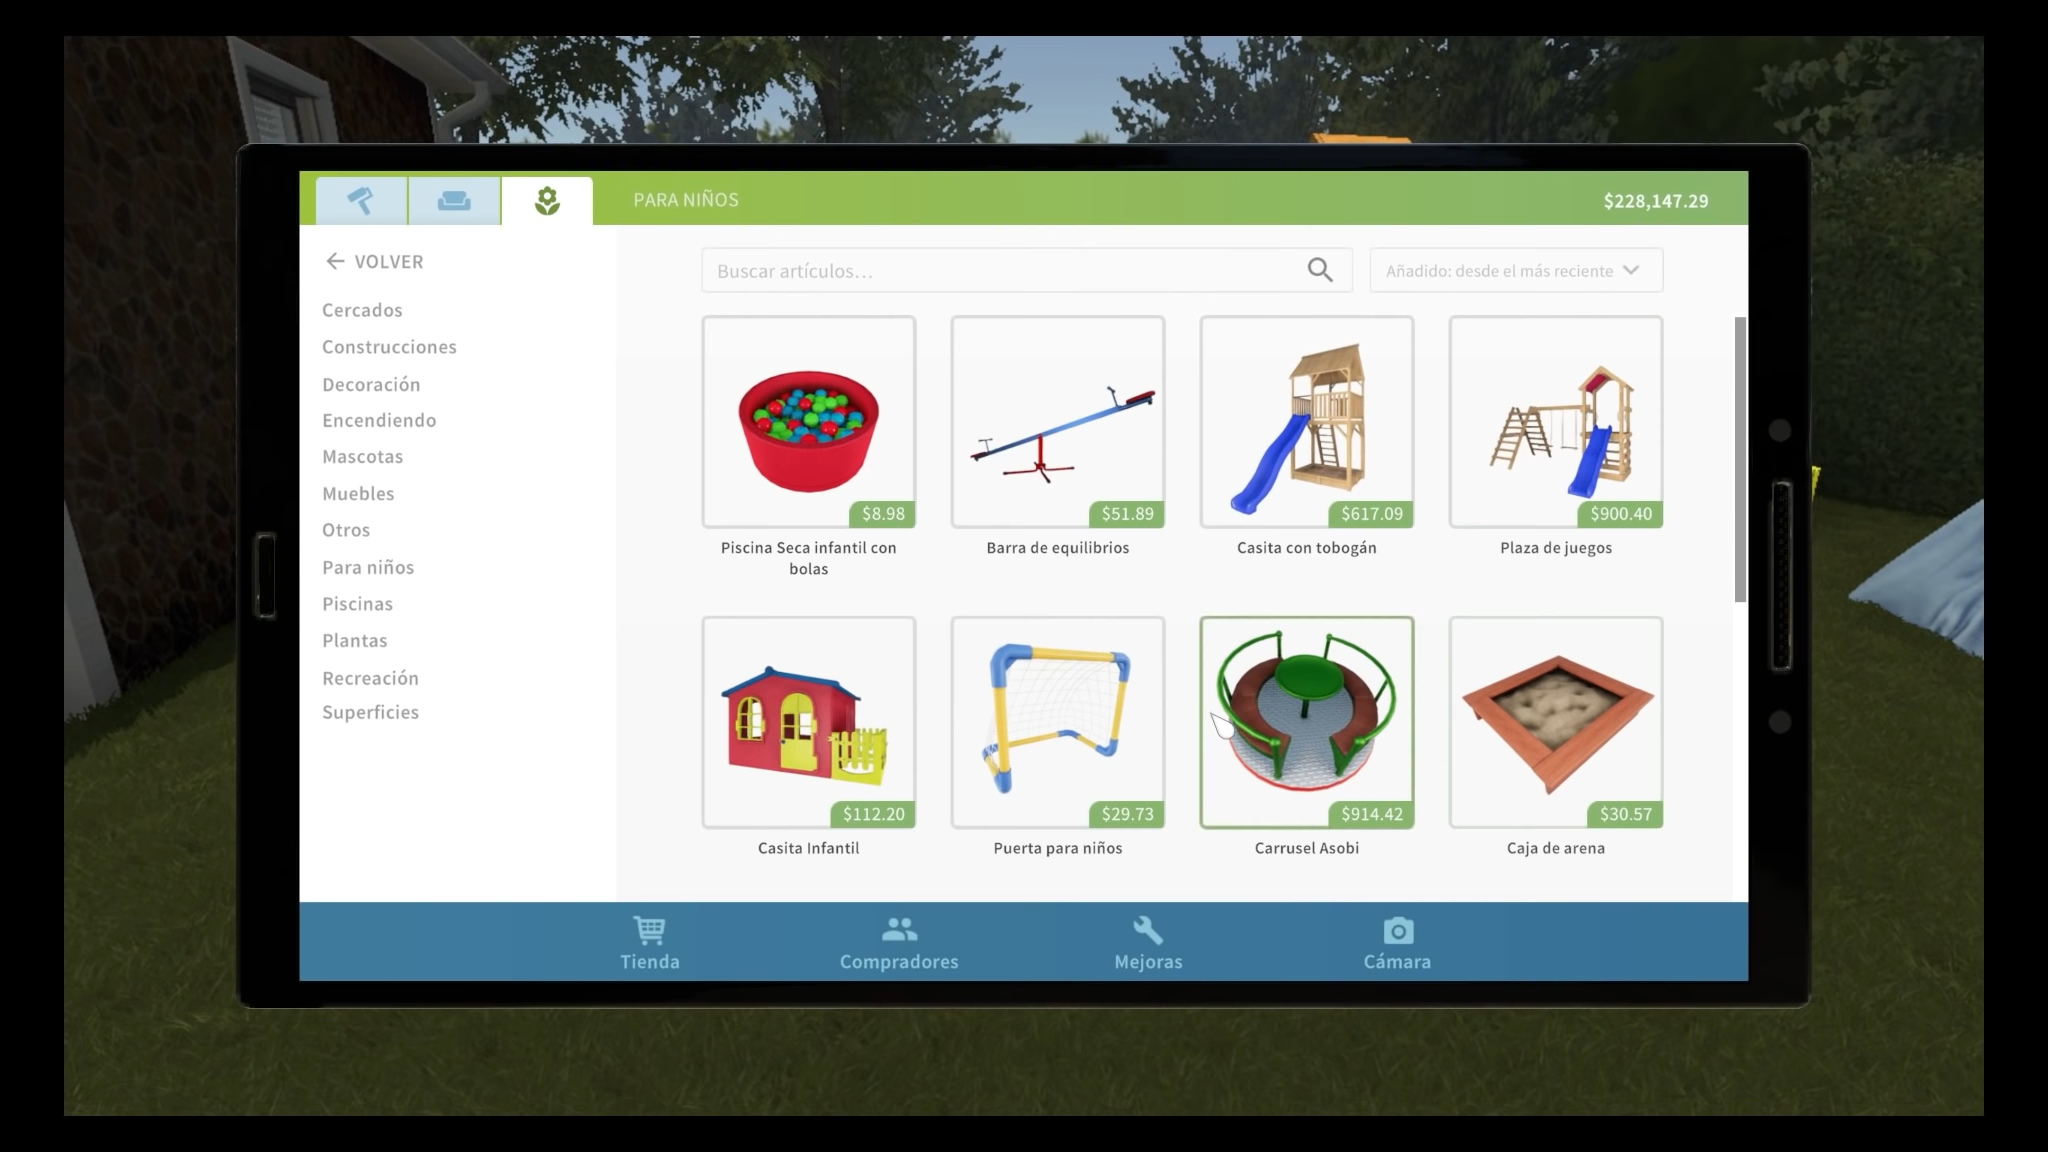 PARA NIÑOS
$228,147.29
VOLVER
Cercados
Construcciones
Decoración
Encendiendo
Mascotas
Muebles
Otros
Para niños
Piscinas
Plantas
Recreación
Superficies
Buscar artículos...
Añadido: desde el más reciente
$8.98
$51.89
$617.09
$900.40
Piscina Seca infantil con
bolas
Barra de equilibrios
Casita con tobogán
Plaza de juegos
$112.20
$29.73
$914.42
$30.57
Casita Infantil
Puerta para niños
Carrusel Asobi
Caja de arena
Tienda
Compradores
Mejoras
Cámara